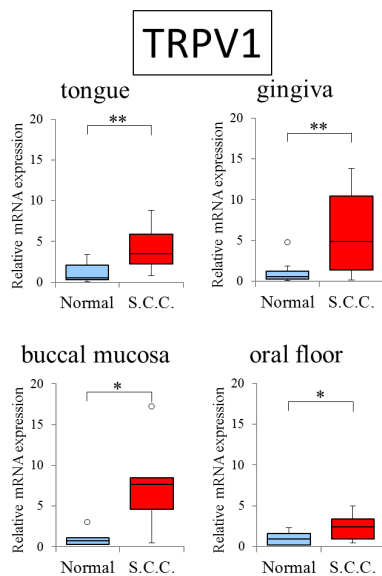 TRPV1
tongue
Relative mRNA expression
20
15
10
5
0
**
Normal S.C.C.
gingiva
Relative mRNA expression
20
15
10
5
0
**
Normal S.C.C.
buccal mucosa
Relative mRNA expression
20
15
10
5
0
*
Normal S.C.C.
oral floor
Relative mRNA expression
20
15
10
5
0
*
Normal S.C.C.